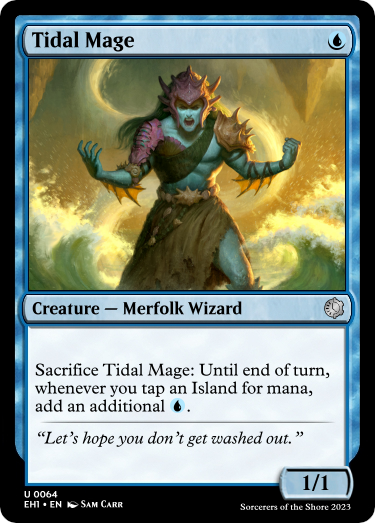 Tidal Mage
Creature — Merfolk Wizard
Sacrifice Tidal Mage: Until end of turn,
whenever you tap an Island for mana,
add an additional .
“Let’s hope you don’t get washed out.”
1/1
U 0064
EH1 • EN Sam Carr
Sorcerers of the Shore 2023